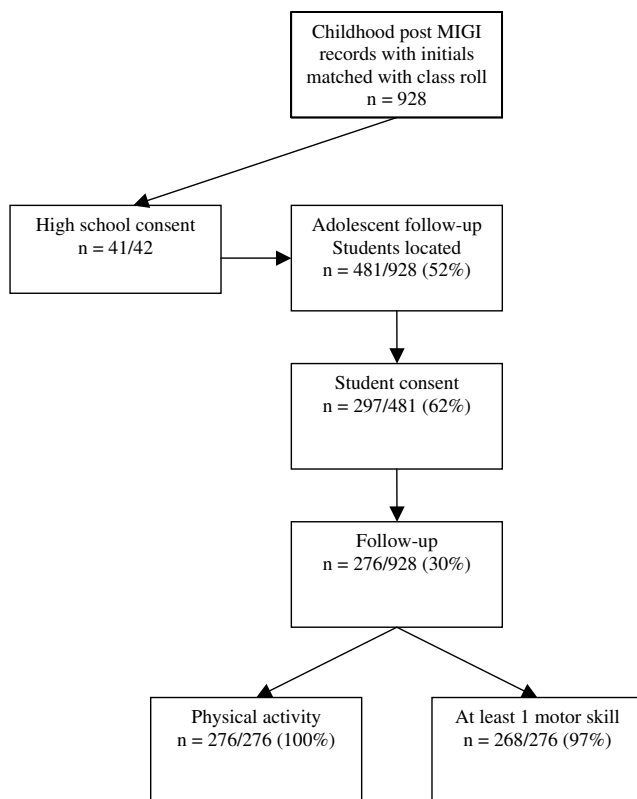 Childhood post MIGI
records with initials
matched with class roll
n = 928
High school consent
n = 41/42
Adolescent follow-up
Students located
n = 481/928 (52%)
Student consent
n = 297/481 (62%)
Follow-up
n = 276/928 (30%)
Physical activity
n = 276/276 (100%)
At least 1 motor skill
n = 268/276 (97%)